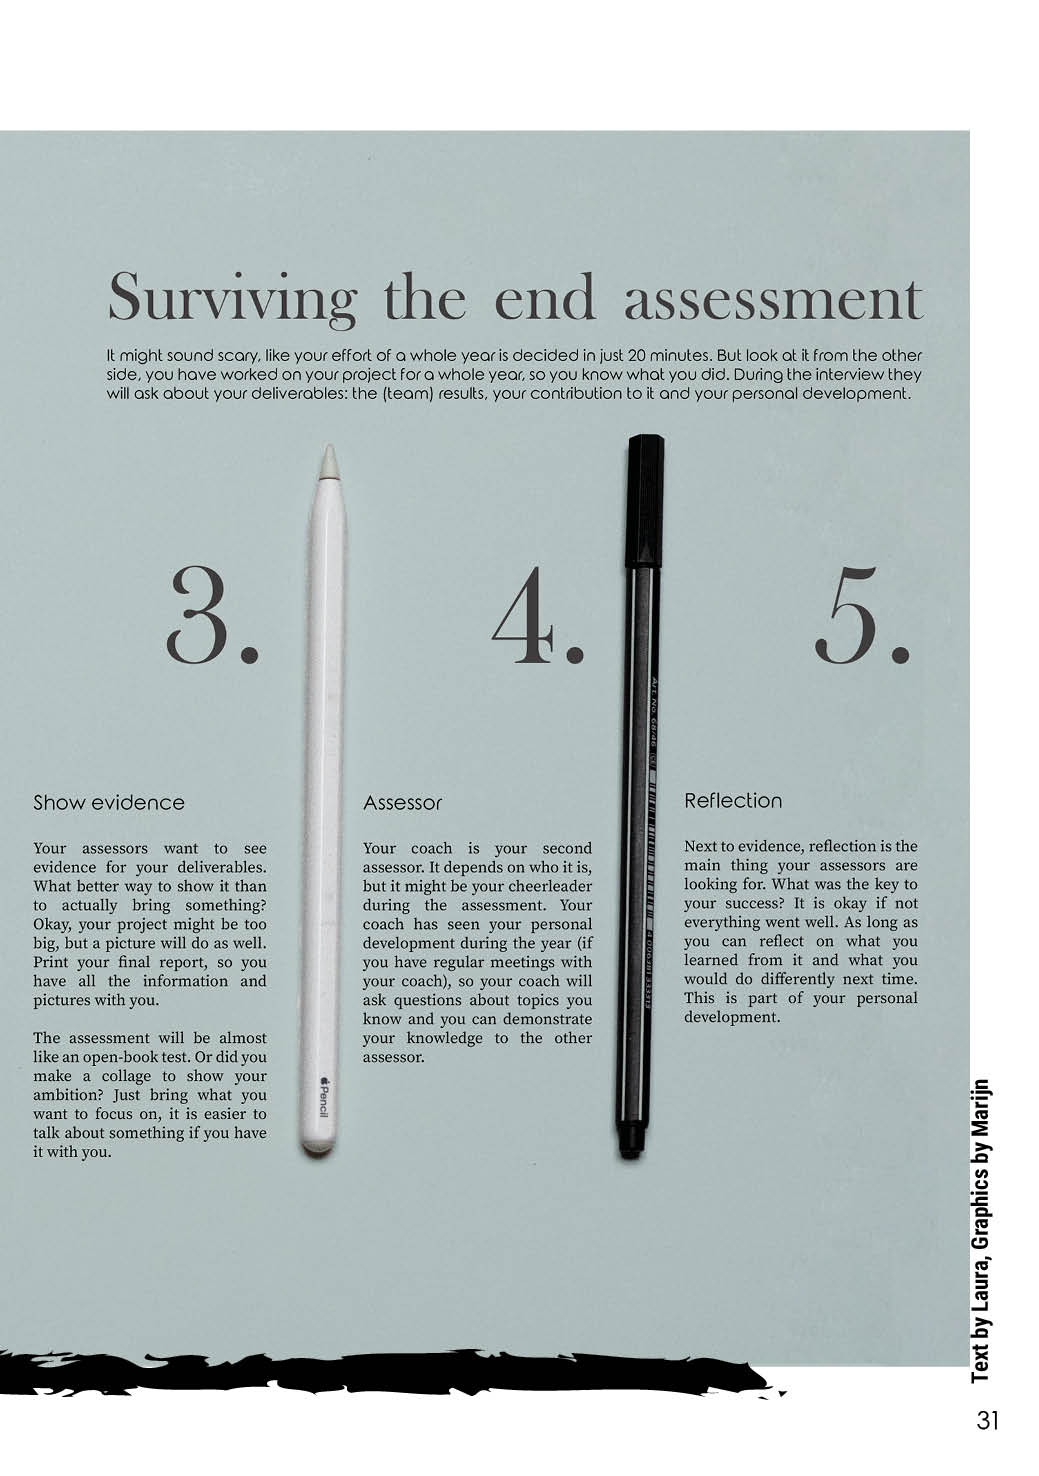 Surviving the end assessment
It might sound scary, like your effort of a whole year is decided in just 20 minutes. But look at it from the other
side, you have worked on your project for a whole year, so you know what you did. During the interview they
will ask about your deliverables: the (team) results, your contribution to it and your personal development.
3.
Show evidence
Your assessors want to see
evidence for your deliverables.
What better way to show it than
to actually bring something?
Okay, your project might be too
big, but a picture will do as well.
Print your final report, so you
have all the information and
pictures with you.
The assessment will be almost
like an open-book test. Or did you
make a collage to show your
ambition? Just bring what you
want to focus on, it is easier to
talk about something if you have
it with you.
Pencil
4.
Assessor
Your coach is your second
assessor. It depends on who it is,
but it might be your cheerleader
during the assessment. Your
coach has seen your personal
development during the year (if
you have regular meetings with
your coach), so your coach will
ask questions about topics you
know and you can demonstrate
your knowledge to the other
assessor.
Art. No. 68/46
5.
Reflection
Next to evidence, reflection is the
main thing your assessors are
looking for. What was the key to
your success? It is okay if not
everything went well. As long as
you can reflect on what you
learned from it and what you
would do differently next time.
This is part of your personal
development.
Text by Laura, Graphics by Marijn
31